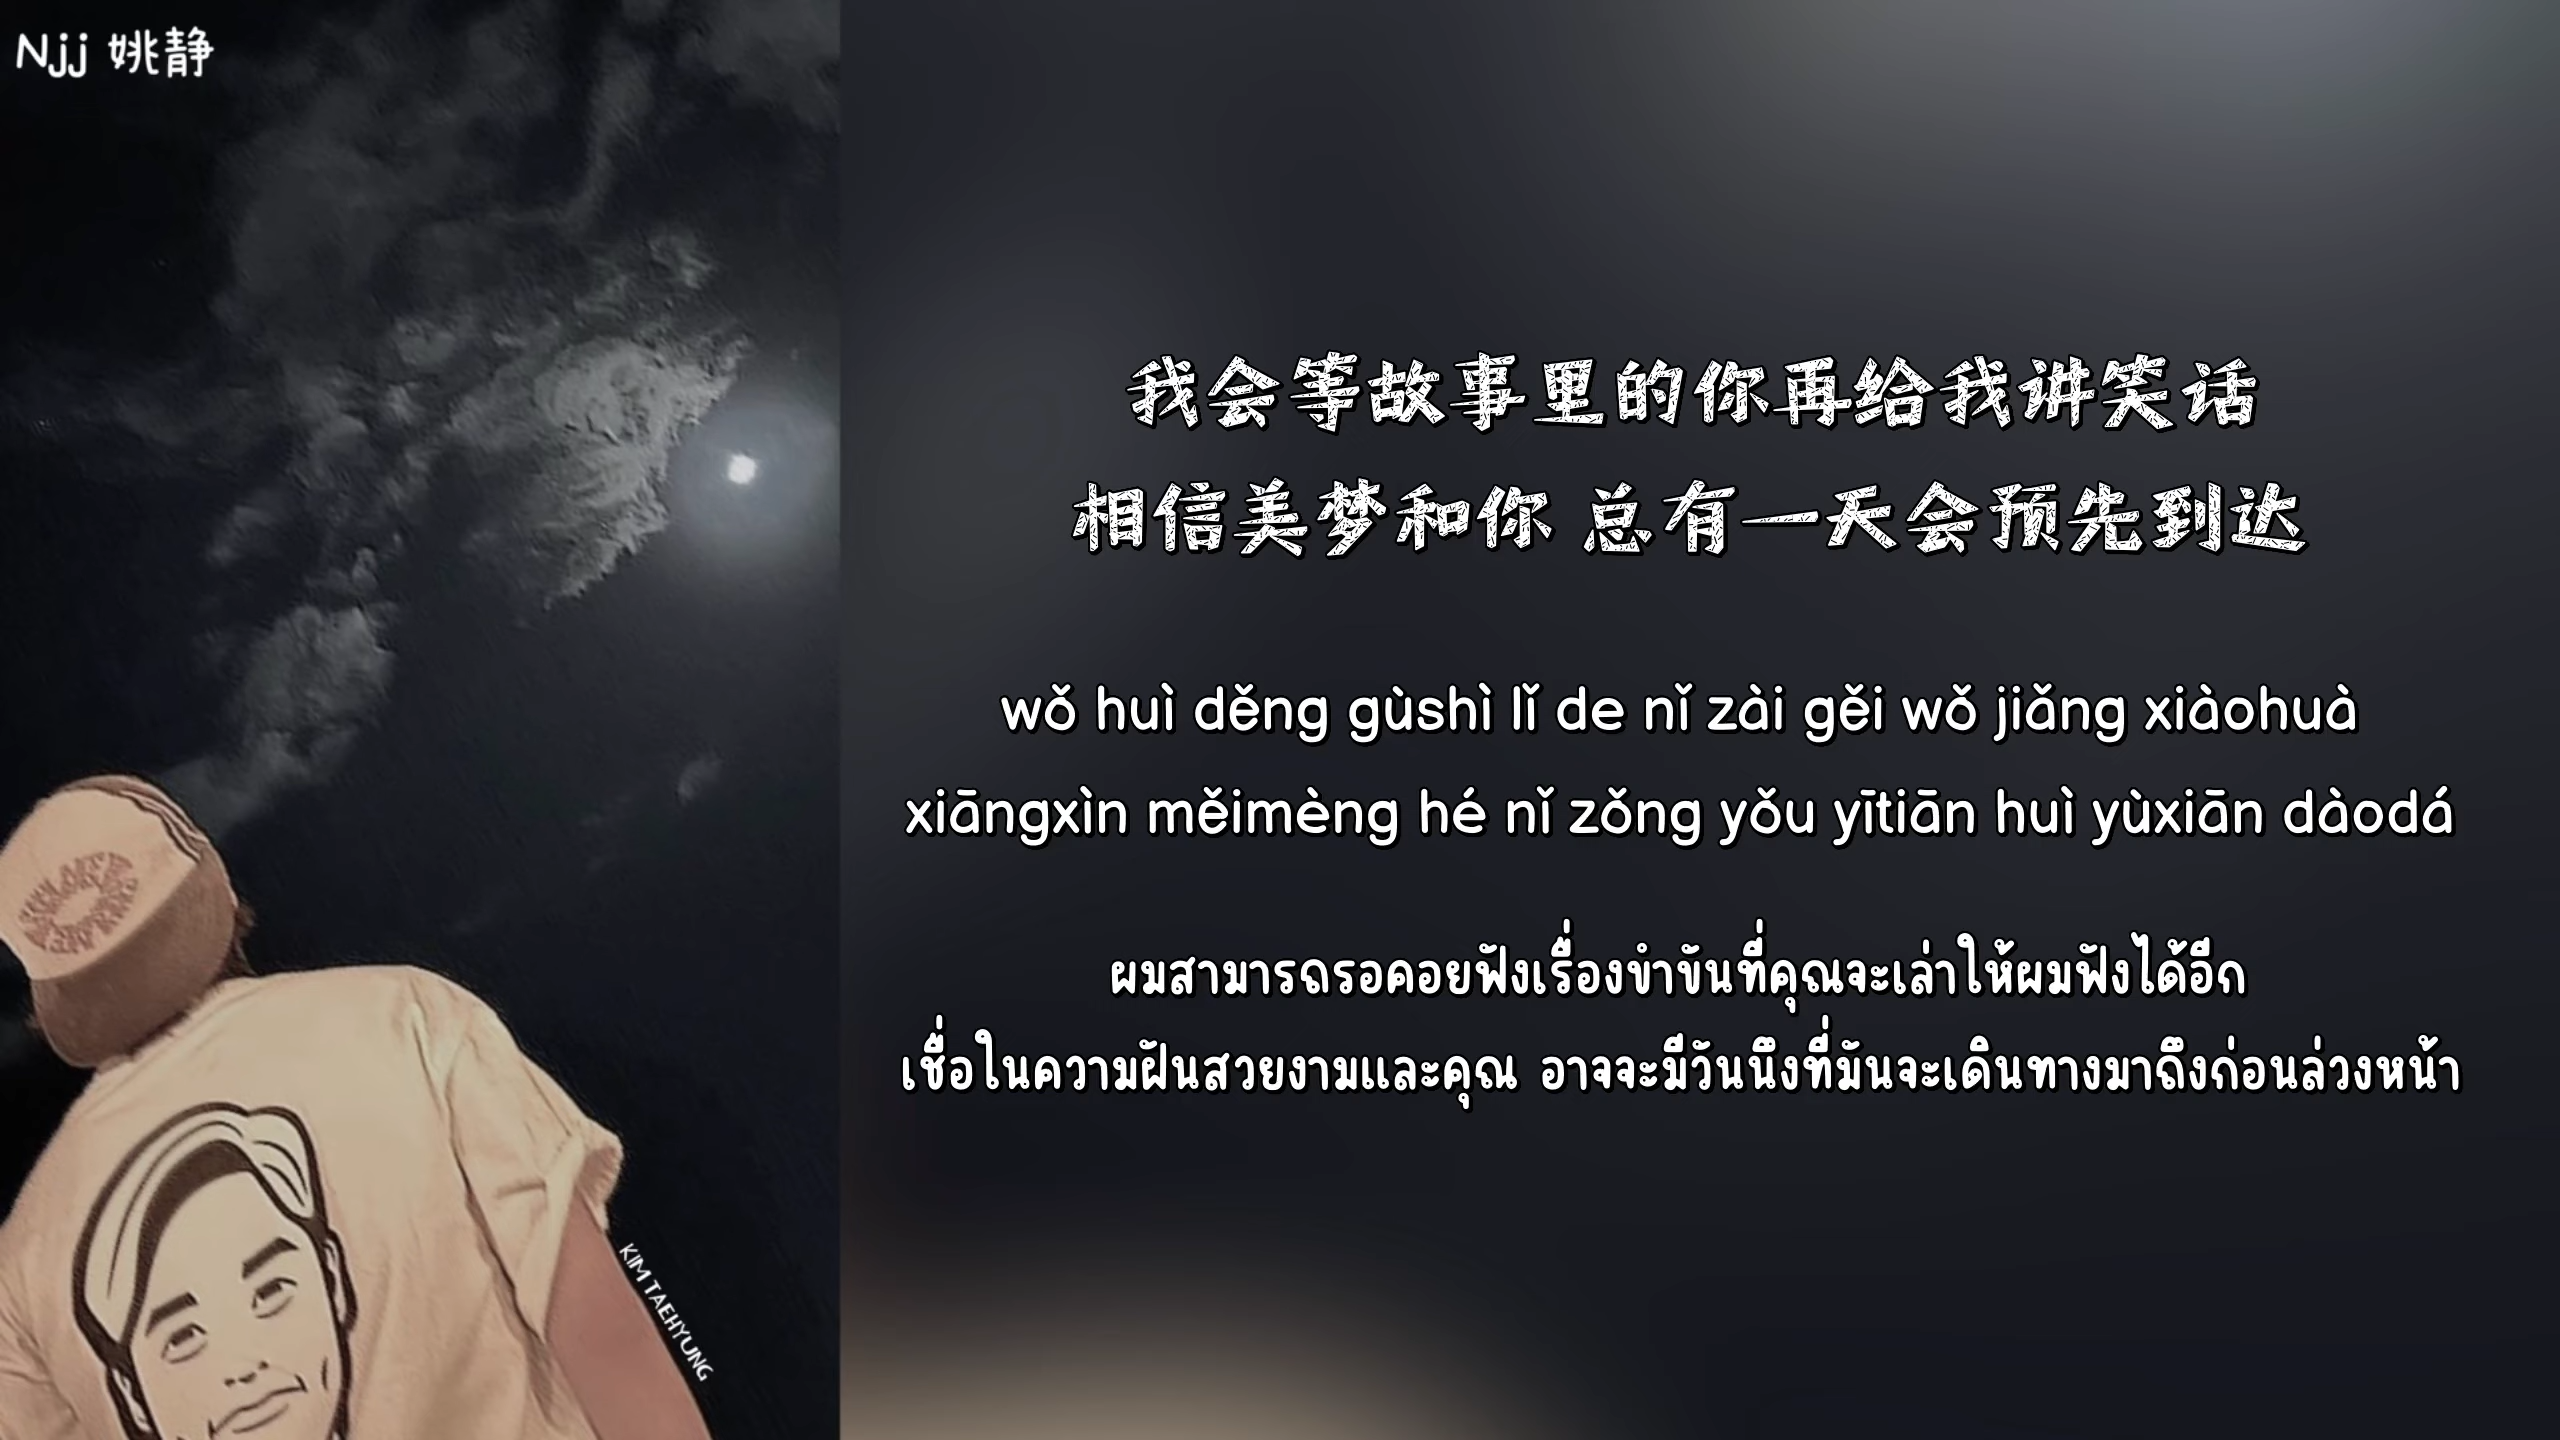 Njj 姚静
我会等故事里的你再给我讲笑话
相信美梦和你 总有一天会预先到达
wǒ huì děng gùshì lǐ de nǐ zài gěi wǒ jiǎng xiàohuà
xiāngxìn měimèng hé nǐ zǒng yǒu yītiān huì yùxiān dàodá
ผมสามารถรอคอยฟังเรื่องขำขันที่คุณจะเล่าให้ผมฟังได้อีก
เชื่อในความฝันสวยงามและคุณ อาจจะมีวันนึงที่มันจะเดินทางมาถึงก่อนล่วงหน้า
KIM TAEHYUNG